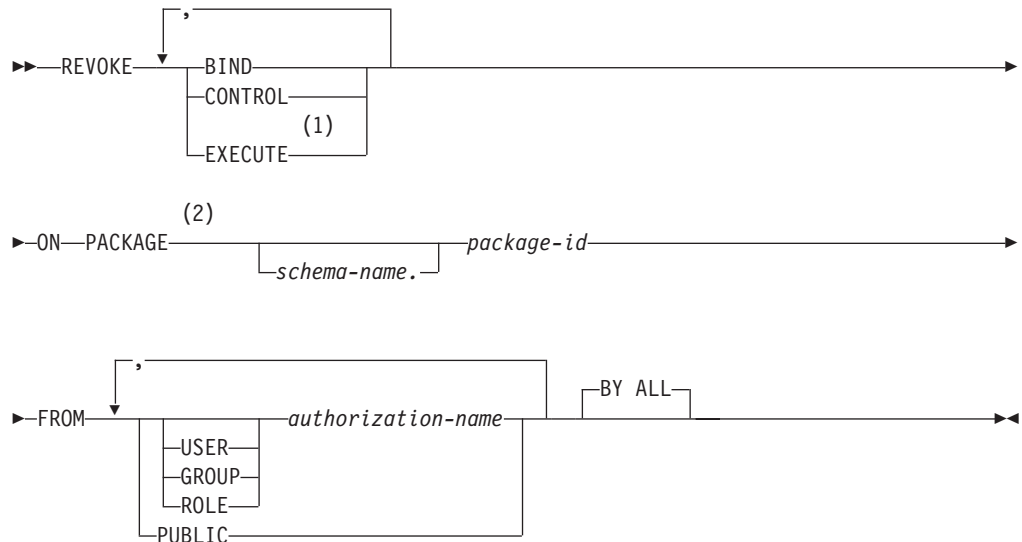 ,
REVOKE BIND
CONTROL
(1)
EXECUTE
(2)
ON PACKAGE package-id
schema-name.
,
BY ALL
FROM authorization-name
USER
GROUP
ROLE
PUBLIC